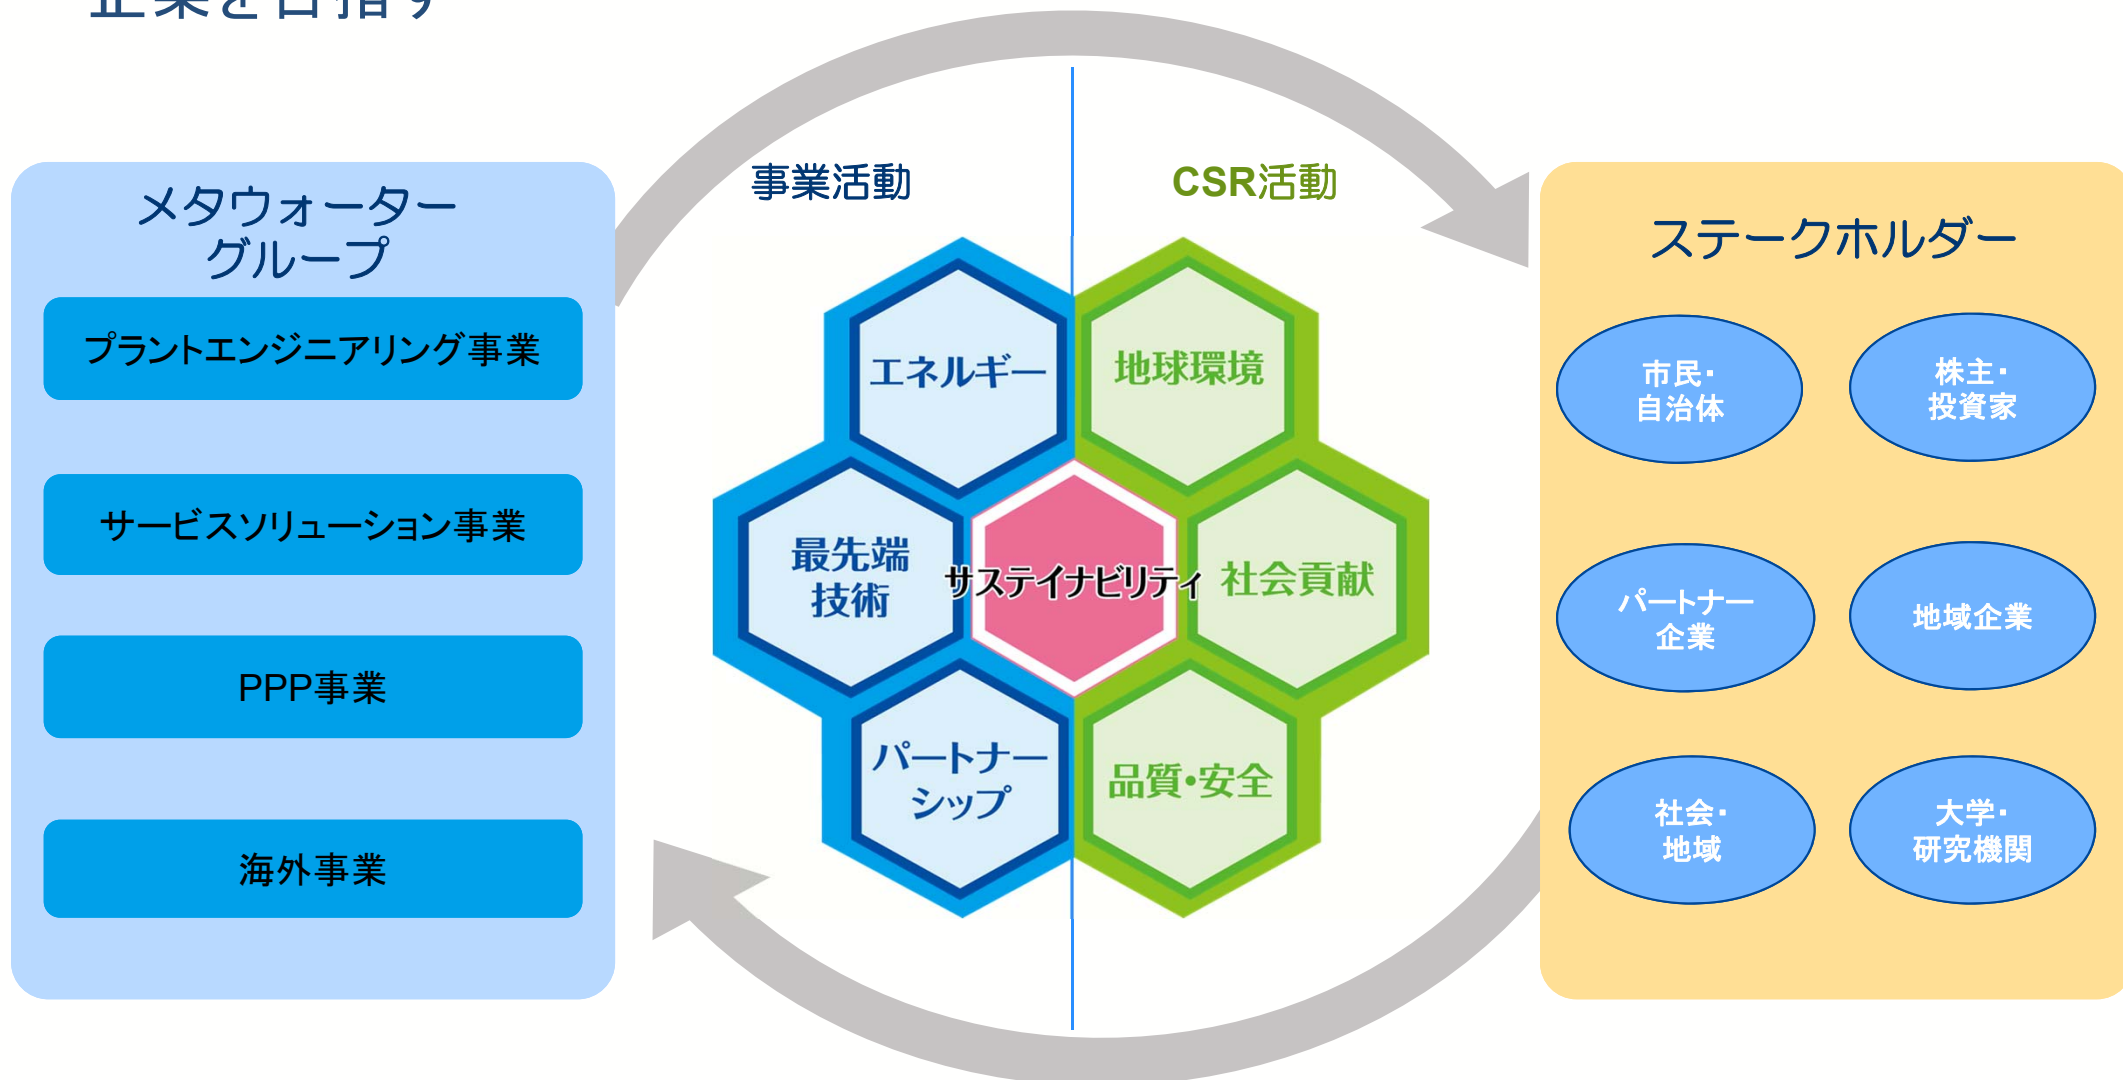 企業を目指す
メタウォーター
グループ
プラントエンジニアリング事業
サービスソリューション事業
PPP事業
海外事業
事業活動
CSR活動
エネルギー
地球環境
最先端
技術
サステイナビリティ
社会貢献
パートナー
シップ
品質・安全
ステークホルダー
市民・
自治体
株主・
投資家
パートナー
企業
地域企業
社会・
地域
大学・
研究機関